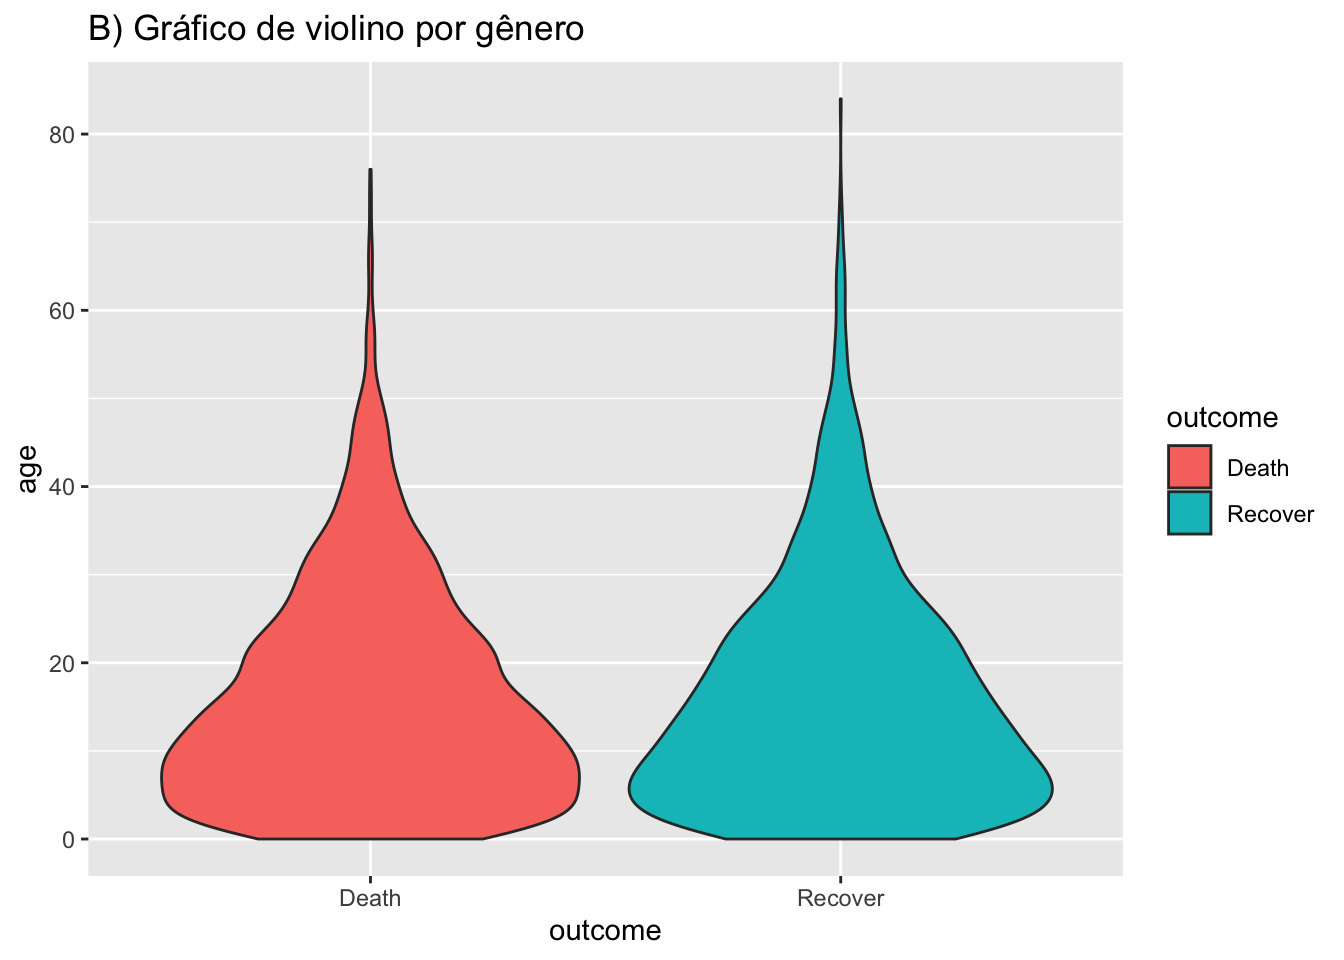 B) Gráfico de violino por gênero
80
60
40
20
0
age
Death
Recover
outcome
outcome
Death
Recover